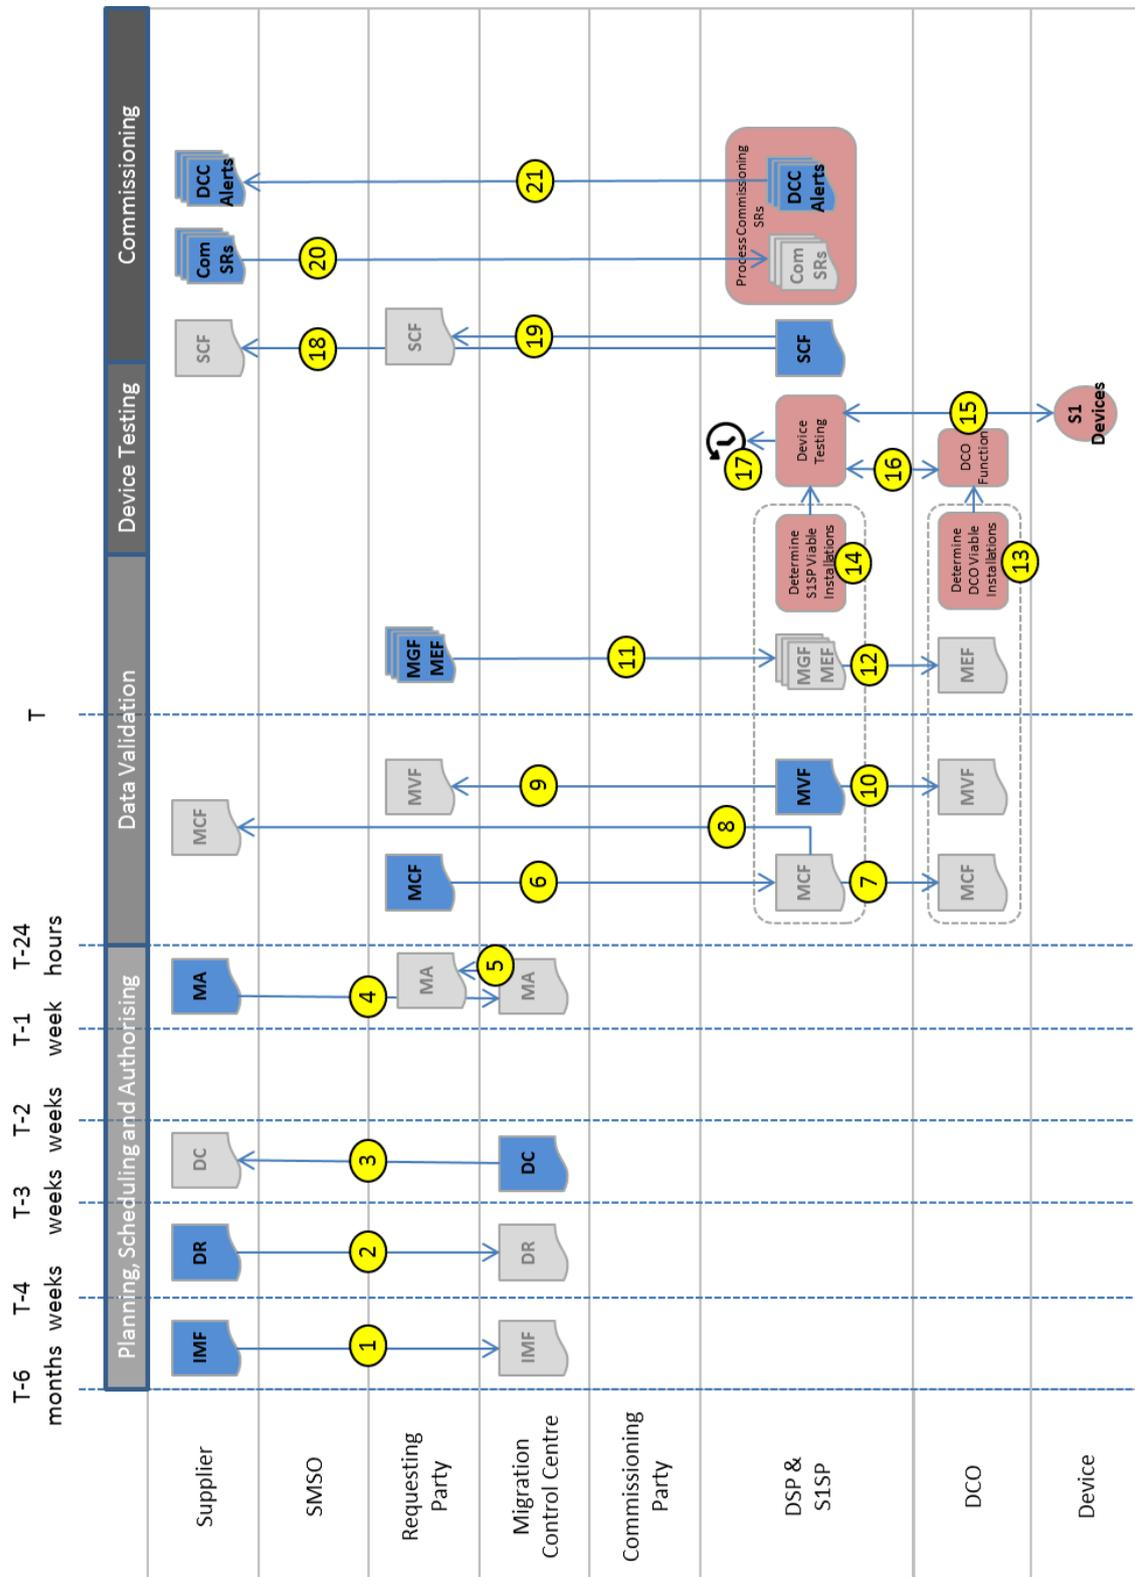 T-6
months
T-4
weeks
T-3
weeks
T-2
weeks
T-1
week
T-24
hours
T
Planning, Scheduling and Authorising
Data Validation
Device Testing
Commissioning
Supplier
IMF
DR
DC
MA
MCF
SCF
Com
SRs
DCC
Alerts
SMSO
1
2
3
4
18
20
Requesting
Party
MA
MCF
MVF
MGF
MEF
SCF
Migration
Control Centre
IMF
DR
DC
MA
5
6
9
19
21
Commissioning
Party
11
DSP &
S1SP
8
MCF
MVF
MGF
MEF
Determine
S1SP Viable
Installations
14
17
Device
Testing
SCF
Process Commissioning
SRs
Com
SRs
DCC
Alerts
7
10
12
16
DCO
MCF
MVF
MEF
Determine
DCO Viable
Installations
13
DCO
Function
15
Device
S1
Devices